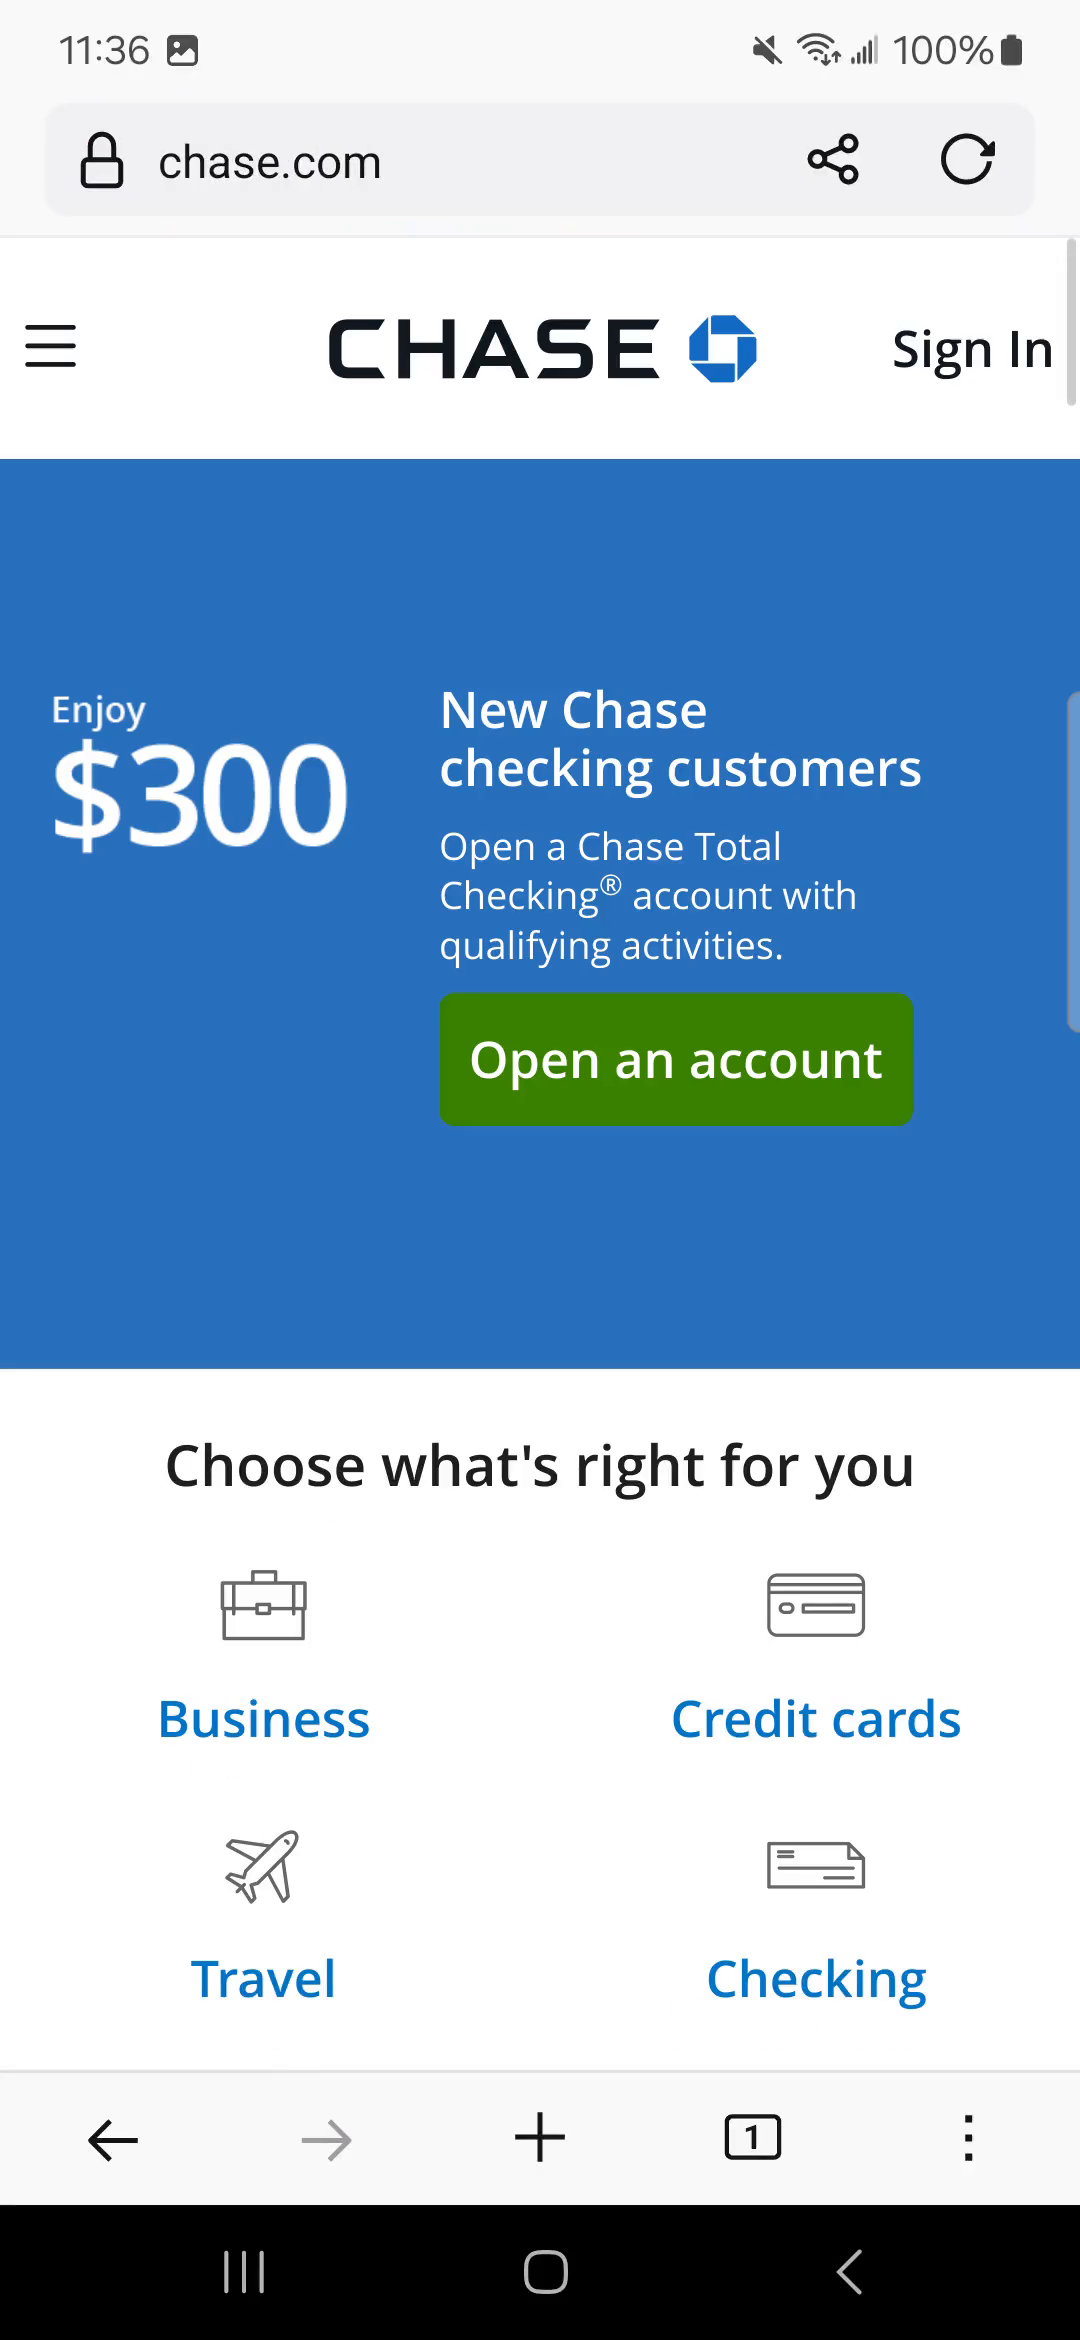 11:36
100%
chase.com
CHASE
Sign In
Enjoy
$300
New Chase
checking customers
Open a Chase Total
Checking® account with
qualifying activities.
Open an account
Choose what's right for you
Business
Credit cards
Travel
Checking
1